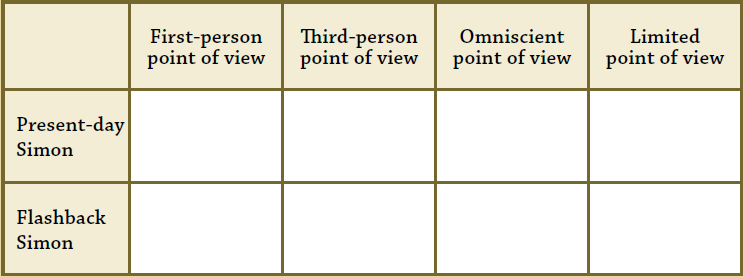 First-person
point of view
Third-person
point of view
Omniscient
point of view
Limited
point of view
Present-day
Simon
Flashback
Simon